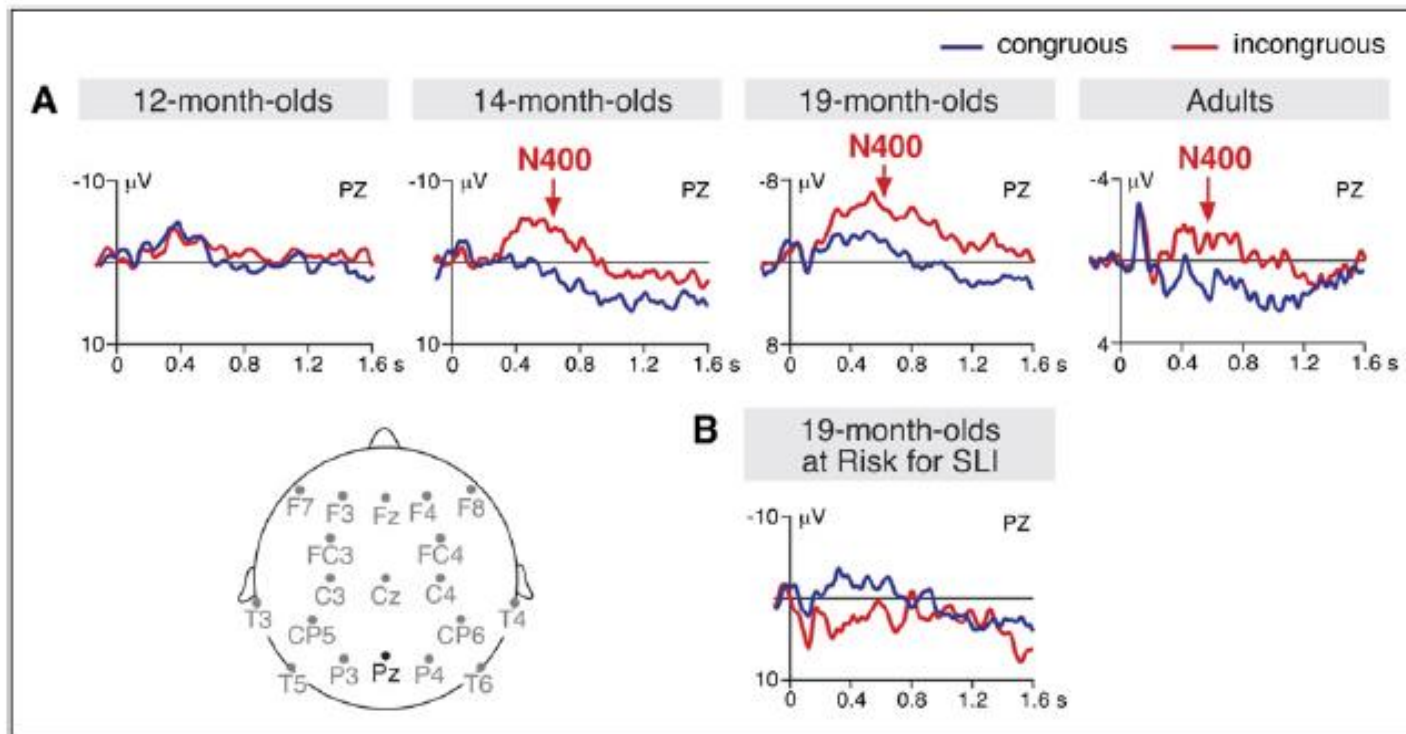 congruous incongruous
A 12-month-olds 14-month-olds 19-month-olds Adults
N400 N400 N400
-10 µV PZ -10 µV PZ -8 µV PZ -4 µV PZ
10 10 8 4
0 0.4 0.8 1.2 1.6 s 0 0.4 0.8 1.2 1.6 s 0 0.4 0.8 1.2 1.6 s 0 0.4 0.8 1.2 1.6 s
B 19-month-olds
at Risk for SLI
-10 µV PZ
10
0 0.4 0.8 1.2 1.6 s
F7 F3 Fz F4 F8
FC3 FC4
C3 Cz C4
T3 T4
CP5 CP6
T5 P3 Pz P4 T6